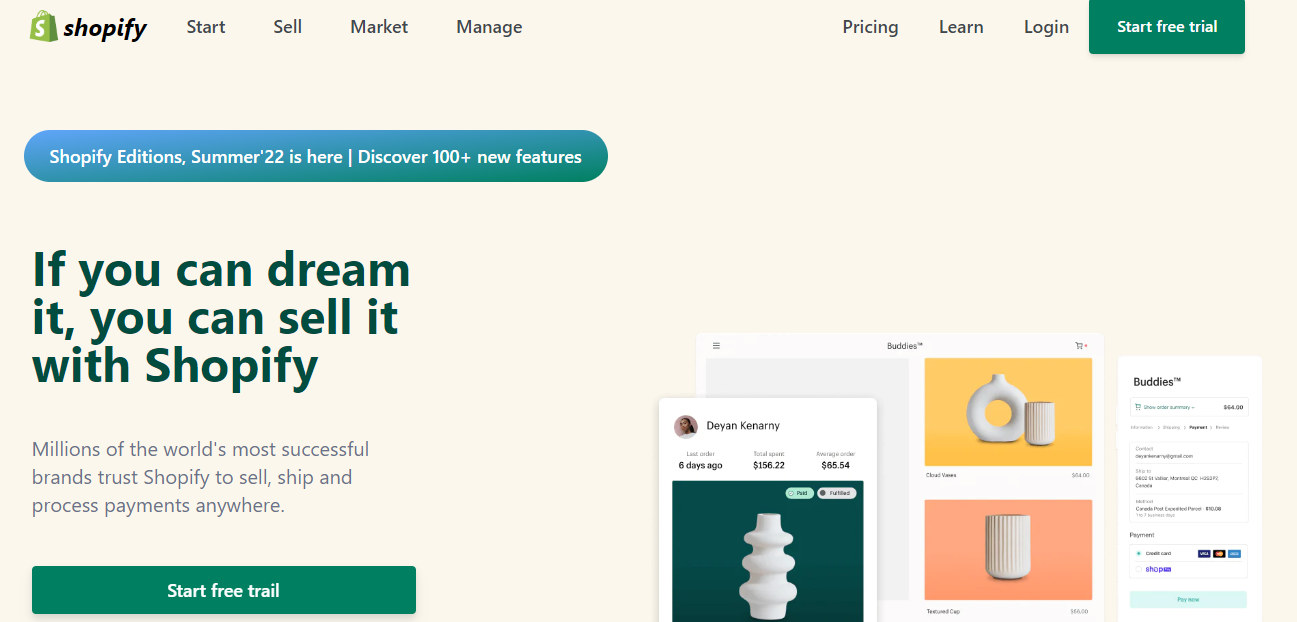 shopify Start Sell Market Manage Pricing Learn Login Start free trial
Shopify Editions, Summer'22 is here | Discover 100+ new features
If you can dream
it, you can sell it
with Shopify
Millions of the world's most successful
brands trust Shopify to sell, ship and
process payments anywhere.
Start free trail
Buddies™
Deyan Kenarny
Last order Total spent Average order
6 days ago $156.22 $65.54
Paid Fulfilled
Cloud Vases $64.00
Textured Cup
Buddies™
Show order summary $64.00
Information Shipping Payment Review
Contact
deyankenarny@gmail.com
Ship to
Canada
Method
Canada Post Expedited Parcel · $10.08
Payment
Credit card VISA
shop
Pay now